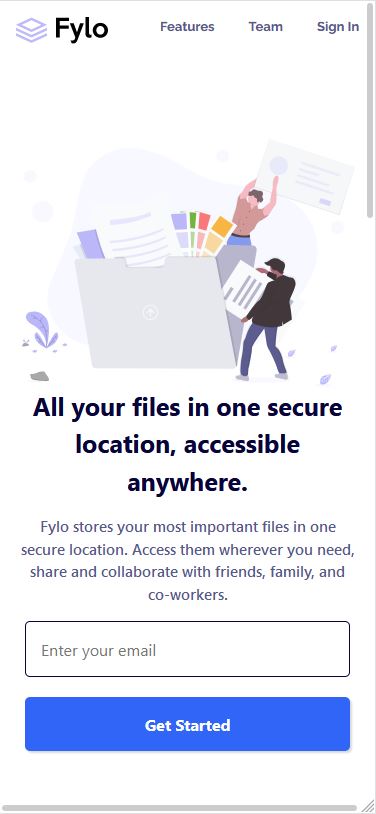 Fylo Features Team Sign In
All your files in one secure
location, accessible
anywhere.
Fylo stores your most important files in one
secure location. Access them wherever you need,
share and collaborate with friends, family, and
co-workers.
Enter your email
Get Started